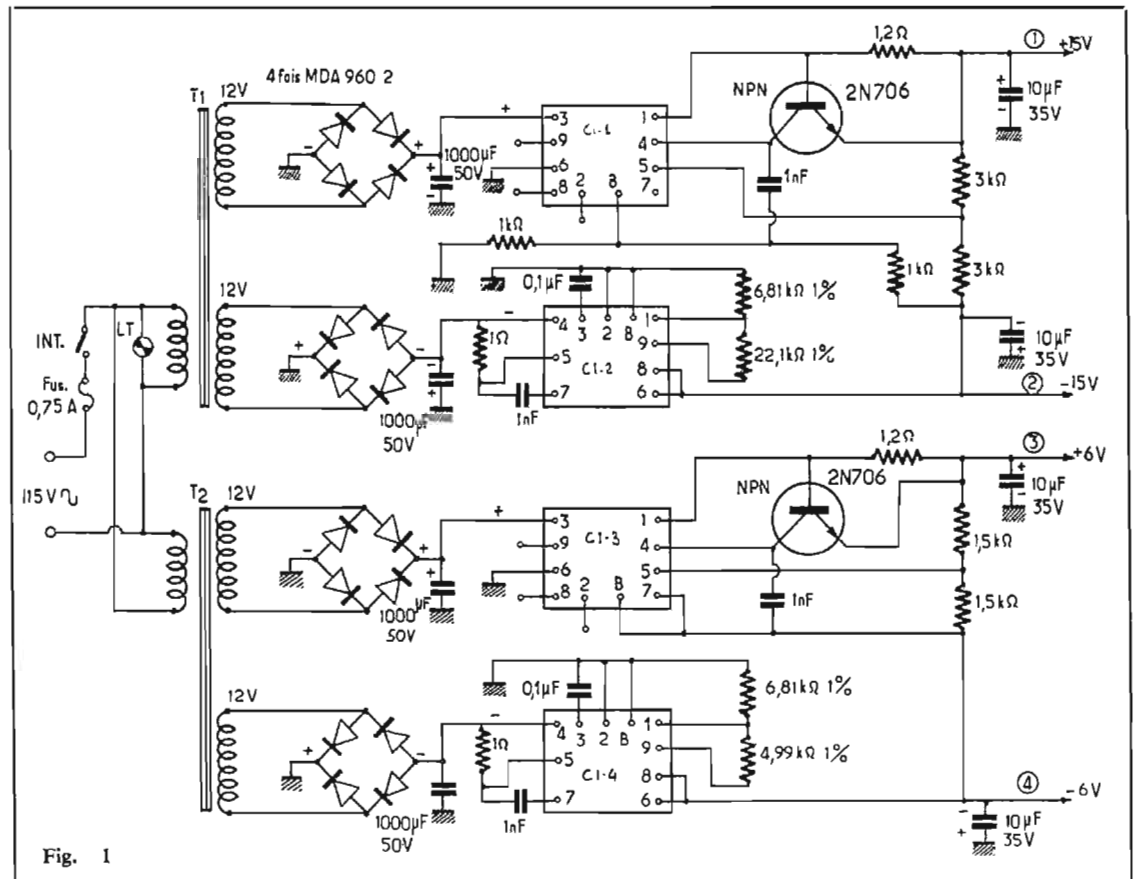 4 fois MDA 960 2
T1
12V
1000µF
50V
+
-
3
9
6
8
2
B
CI-1
1
4
5
7
NPN
2N706
1,2Ω
①
+15V
10µF
35V
1nF
3kΩ
1kΩ
1kΩ
3kΩ
12V
1000µF
50V
1Ω
0,1µF
4
5
7
3
2
B
CI-2
1
9
8
6
1nF
6,81kΩ 1%
22,1kΩ 1%
10µF
35V
②
-15V
INT.
LT
Fus.
0,75A
115V
T2
12V
1000µF
50V
3
9
6
8
2
B
CI-3
1
4
5
7
NPN
2N706
1,2Ω
③
+6V
10µF
35V
1nF
1,5kΩ
1,5kΩ
12V
1000µF
50V
1Ω
0,1µF
4
5
7
3
2
B
CI-4
1
9
8
6
1nF
6,81kΩ 1%
4,99kΩ 1%
④
-6V
10µF
35V
Fig. 1